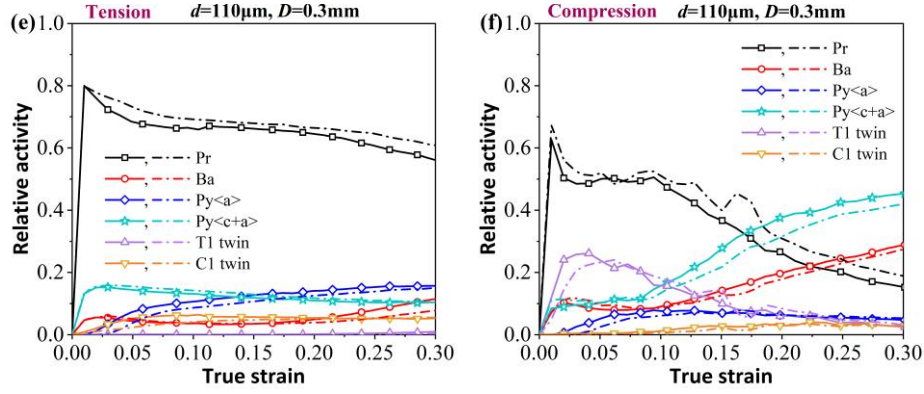 (e) Tension d=110μm, D=0.3mm
1.0
0.8
0.6
0.4
0.2
0.0
Relative activity
, Pr
, Ba
, Py<a>
, Py<c+a>
, T1 twin
, C1 twin
0.00 0.05 0.10 0.15 0.20 0.25 0.30
True strain
(f) Compression d=110μm, D=0.3mm
1.0
0.8
0.6
0.4
0.2
0.0
Relative activity
, Pr
, Ba
, Py<a>
, Py<c+a>
, T1 twin
, C1 twin
0.00 0.05 0.10 0.15 0.20 0.25 0.30
True strain